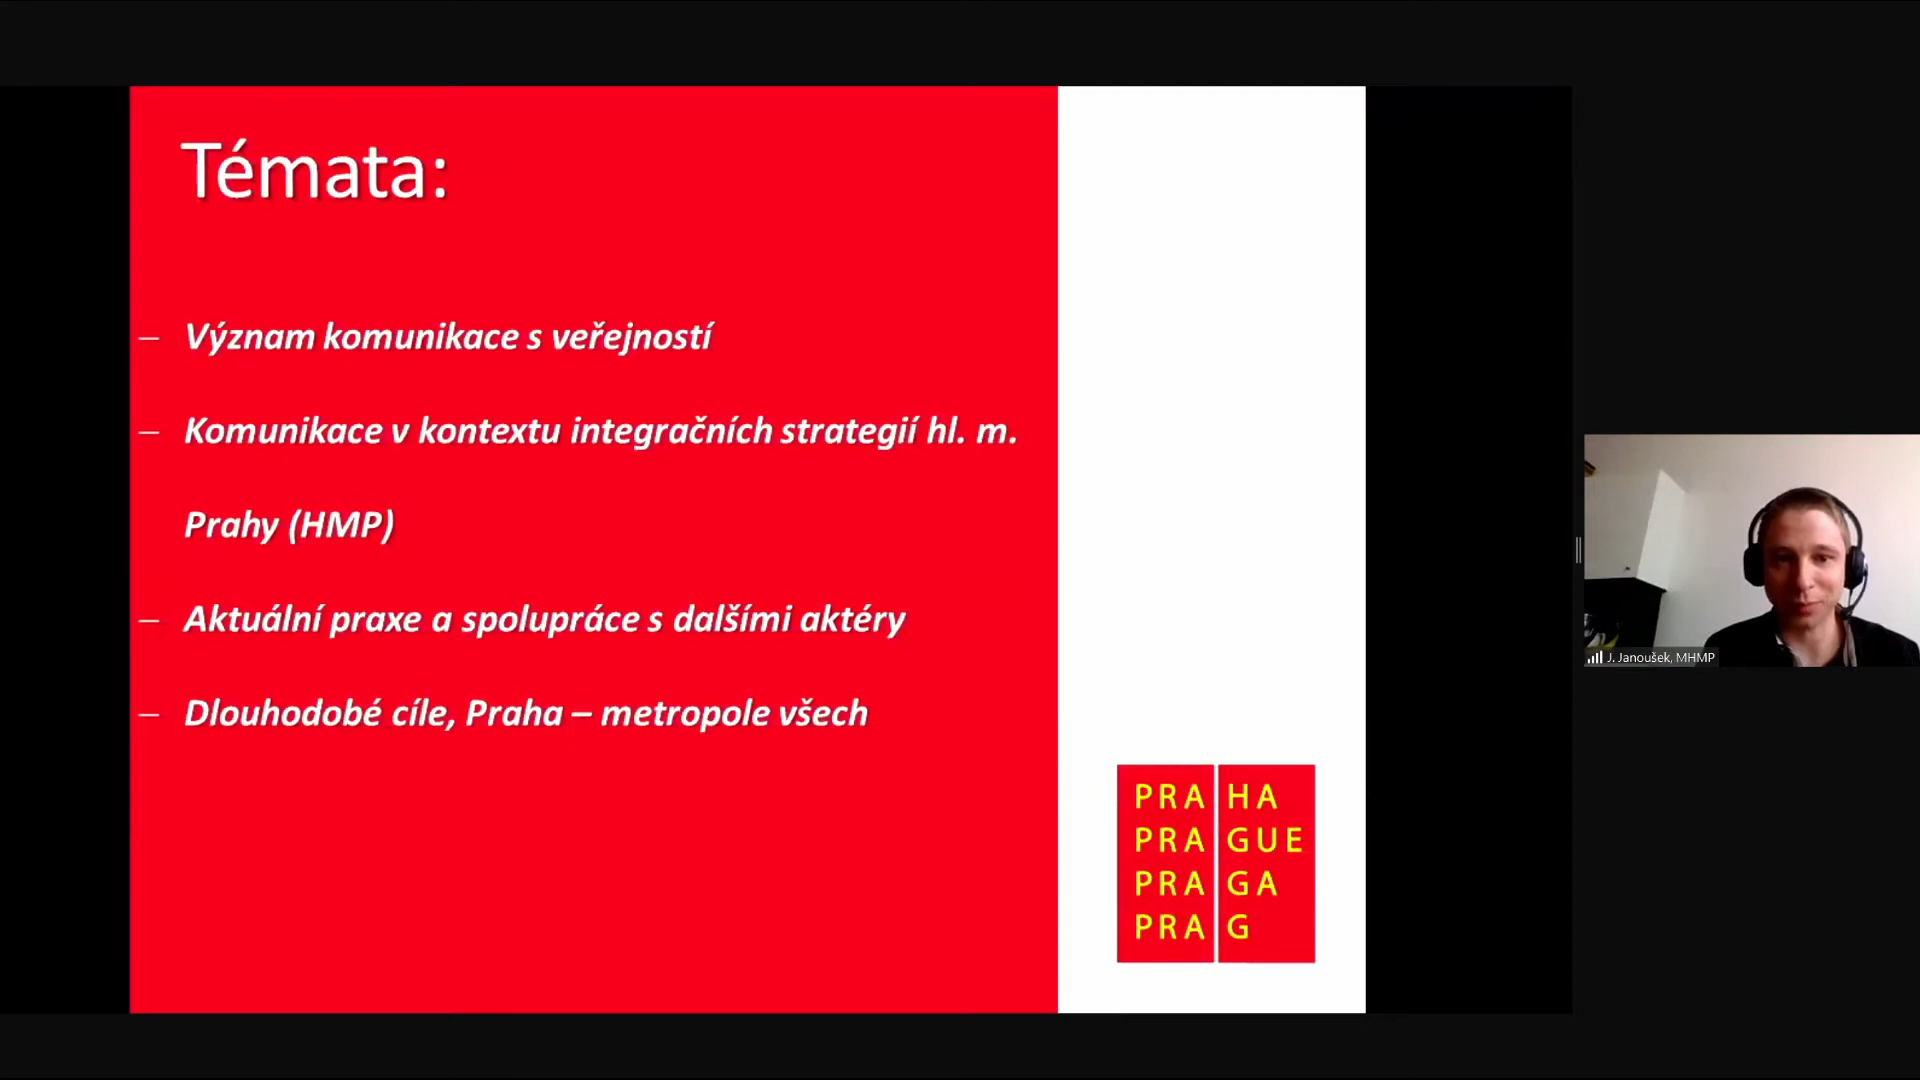 Témata:
– Význam komunikace s veřejností
– Komunikace v kontextu integračních strategií hl. m.
Prahy (HMP)
– Aktuální praxe a spolupráce s dalšími aktéry
– Dlouhodobé cíle, Praha – metropole všech
PRA HA
PRA GUE
PRA GA
PRA G
J. Janoušek, MHMP